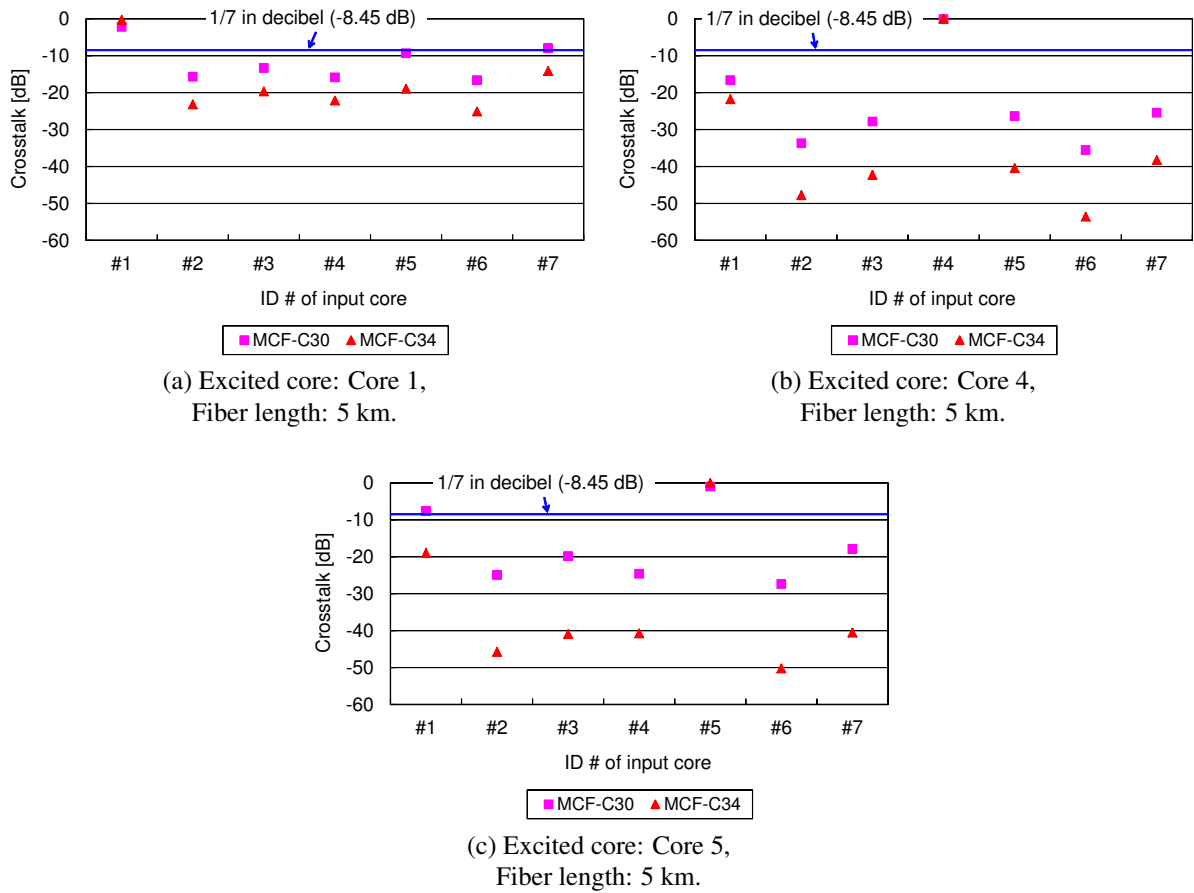 1/7 in decibel (-8.45 dB)
0
-10
-20
-30
-40
-50
-60
Crosstalk [dB]
#1 #2 #3 #4 #5 #6 #7
ID # of input core
MCF-C30 MCF-C34
(a) Excited core: Core 1,
Fiber length: 5 km.
1/7 in decibel (-8.45 dB)
0
-10
-20
-30
-40
-50
-60
Crosstalk [dB]
#1 #2 #3 #4 #5 #6 #7
ID # of input core
MCF-C30 MCF-C34
(b) Excited core: Core 4,
Fiber length: 5 km.
1/7 in decibel (-8.45 dB)
0
-10
-20
-30
-40
-50
-60
Crosstalk [dB]
#1 #2 #3 #4 #5 #6 #7
ID # of input core
MCF-C30 MCF-C34
(c) Excited core: Core 5,
Fiber length: 5 km.